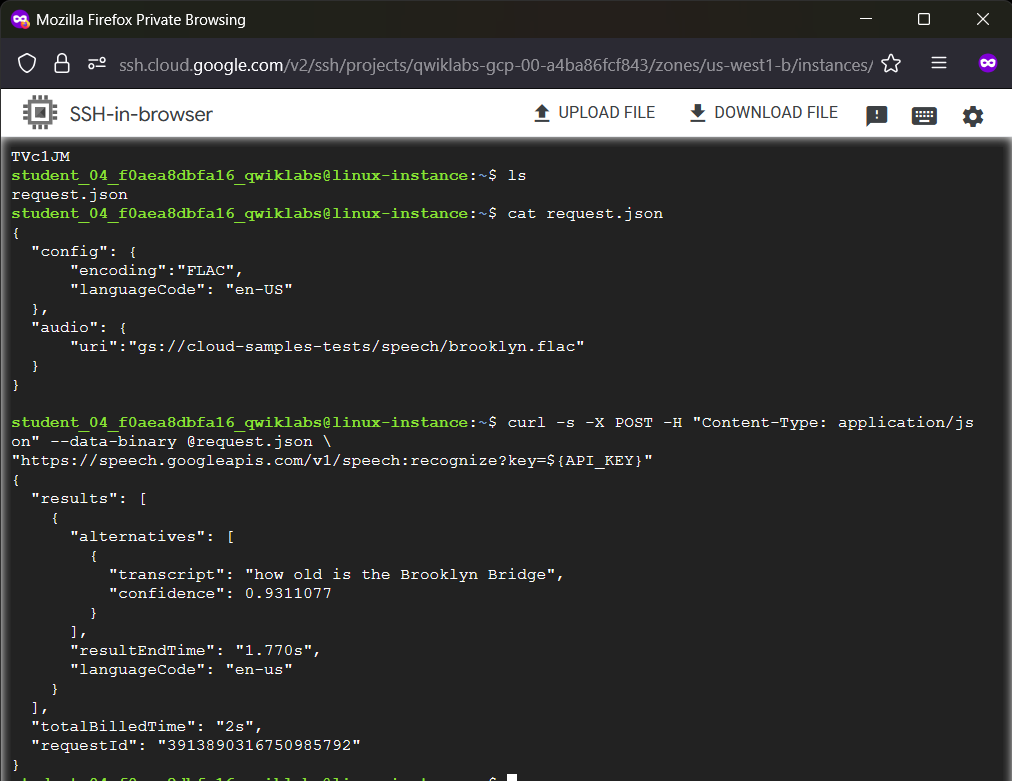 Mozilla Firefox Private Browsing
ssh.cloud.google.com/v2/ssh/projects/qwiklabs-gcp-00-a4ba86fcf843/zones/us-west1-b/instances/
SSH-in-browser UPLOAD FILE DOWNLOAD FILE
TVc1JM
student_04_f0aea8dbfa16_qwiklabs@linux-instance:~$ ls
request.json
student_04_f0aea8dbfa16_qwiklabs@linux-instance:~$ cat request.json
{
  "config": {
      "encoding":"FLAC",
      "languageCode": "en-US"
  },
  "audio": {
      "uri":"gs://cloud-samples-tests/speech/brooklyn.flac"
  }
}
student_04_f0aea8dbfa16_qwiklabs@linux-instance:~$ curl -s -X POST -H "Content-Type: application/js
on" --data-binary @request.json \
"https://speech.googleapis.com/v1/speech:recognize?key=${API_KEY}"
{
  "results": [
    {
      "alternatives": [
        {
          "transcript": "how old is the Brooklyn Bridge",
          "confidence": 0.9311077
        }
      ],
      "resultEndTime": "1.770s",
      "languageCode": "en-us"
    }
  ],
  "totalBilledTime": "2s",
  "requestId": "3913890316750985792"
}